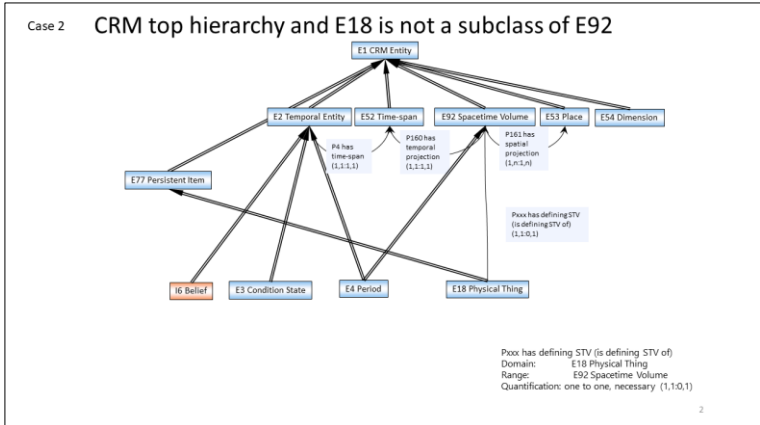 Case 2
CRM top hierarchy and E18 is not a subclass of E92
E1 CRM Entity
E2 Temporal Entity
E52 Time-span
E92 Spacetime Volume
E53 Place
E54 Dimension
P4 has
time-span
(1,1:1,1)
P160 has
temporal
projection
(1,1:1,1)
P161 has
spatial
projection
(1,n:1,n)
E77 Persistent Item
Pxxx has defining STV
(is defining STV of)
(1,1:0,1)
I6 Belief
E3 Condition State
E4 Period
E18 Physical Thing
Pxxx has defining STV (is defining STV of)
Domain: E18 Physical Thing
Range: E92 Spacetime Volume
Quantification: one to one, necessary (1,1:0,1)
2